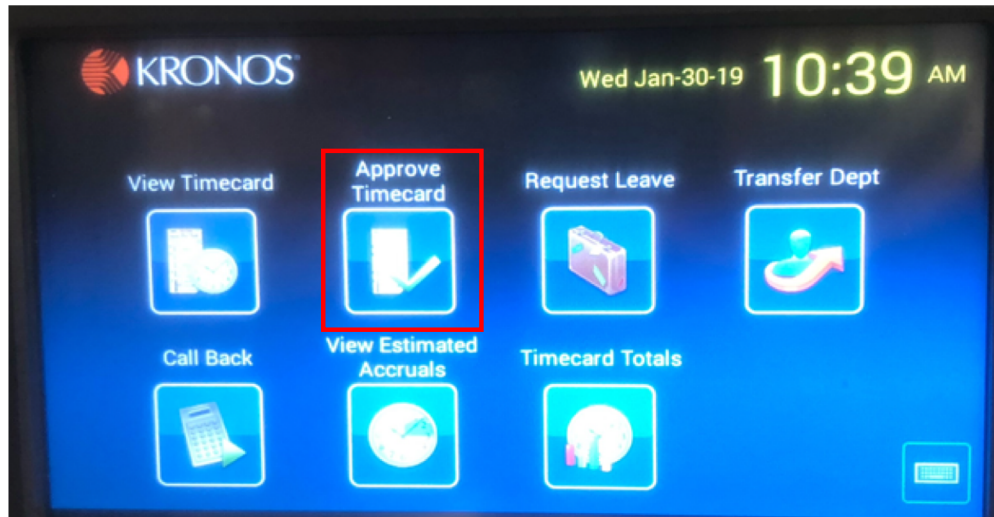 KRONOS
Wed Jan-30-19 10:39 AM
View Timecard
Approve
Timecard
Request Leave
Transfer Dept
Call Back
View Estimated
Accruals
Timecard Totals